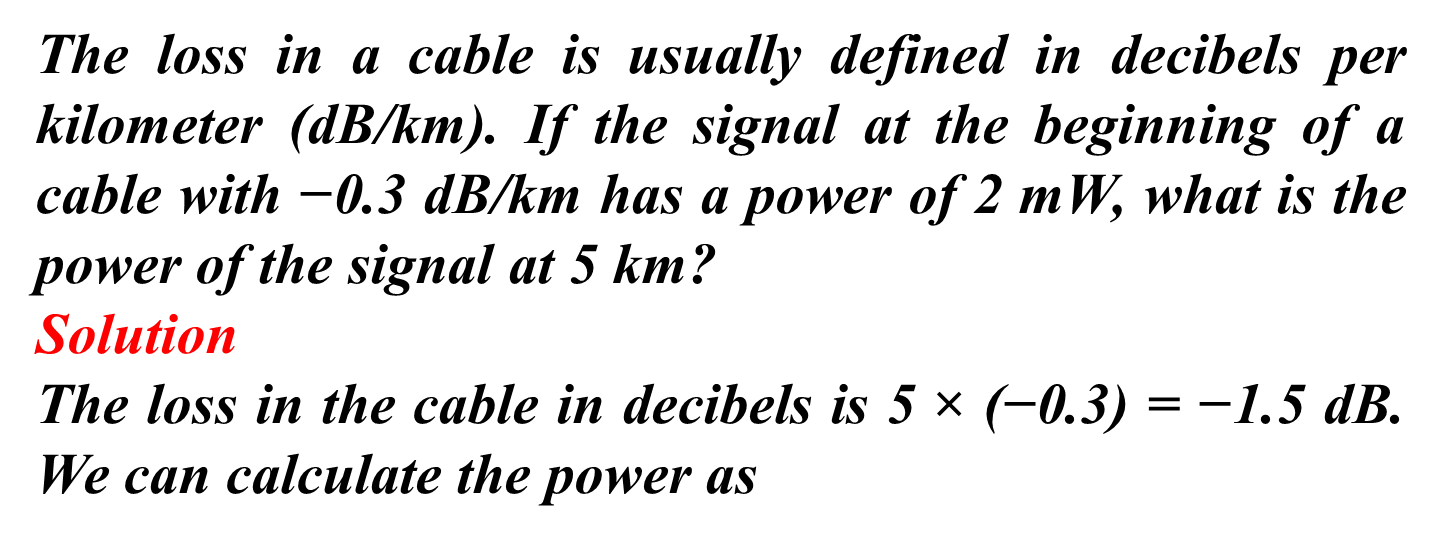 The loss in a cable is usually defined in decibels per
kilometer (dB/km). If the signal at the beginning of a
cable with −0.3 dB/km has a power of 2 mW, what is the
power of the signal at 5 km?
Solution
The loss in the cable in decibels is 5 × (−0.3) = −1.5 dB.
We can calculate the power as